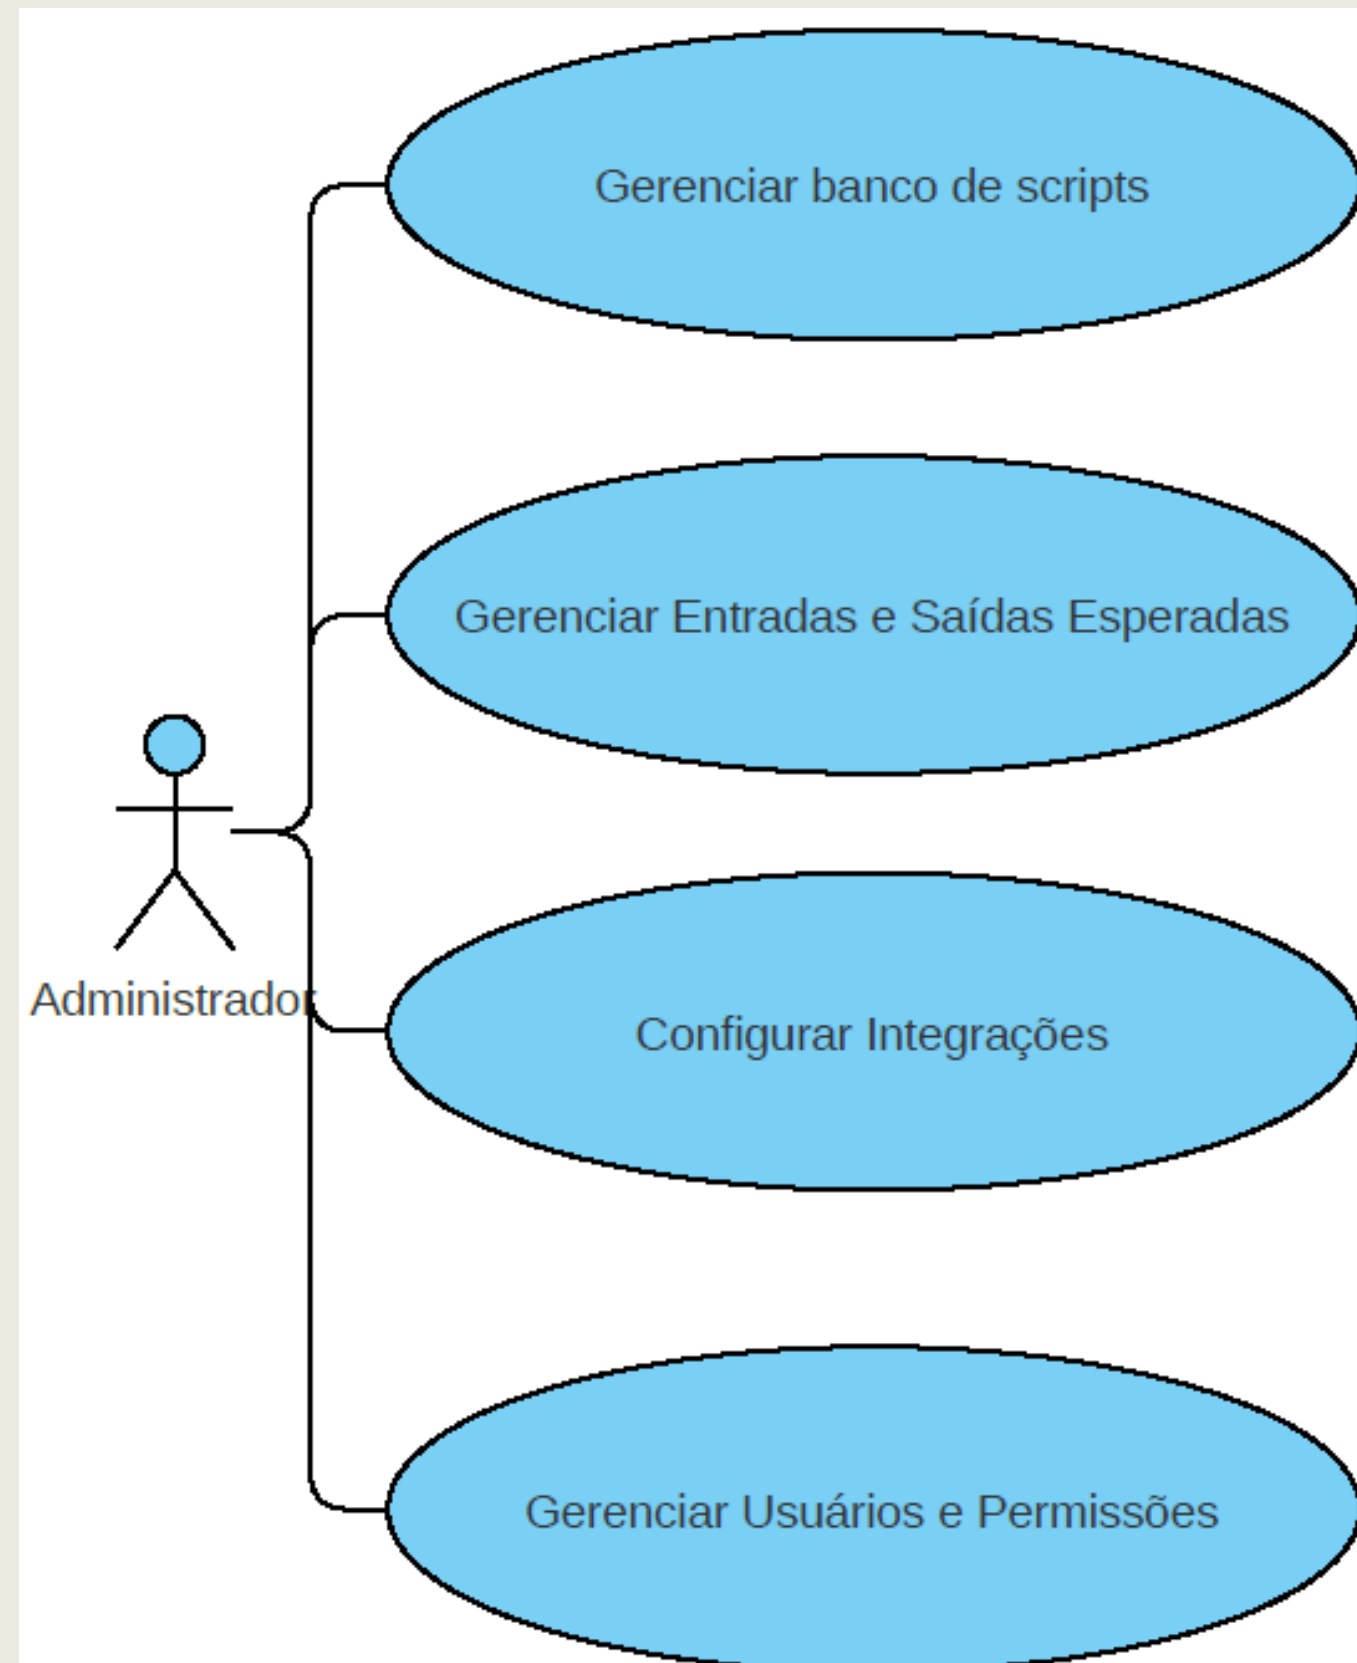 Gerenciar banco de scripts
Gerenciar Entradas e Saídas Esperadas
Administrador
Configurar Integrações
Gerenciar Usuários e Permissões